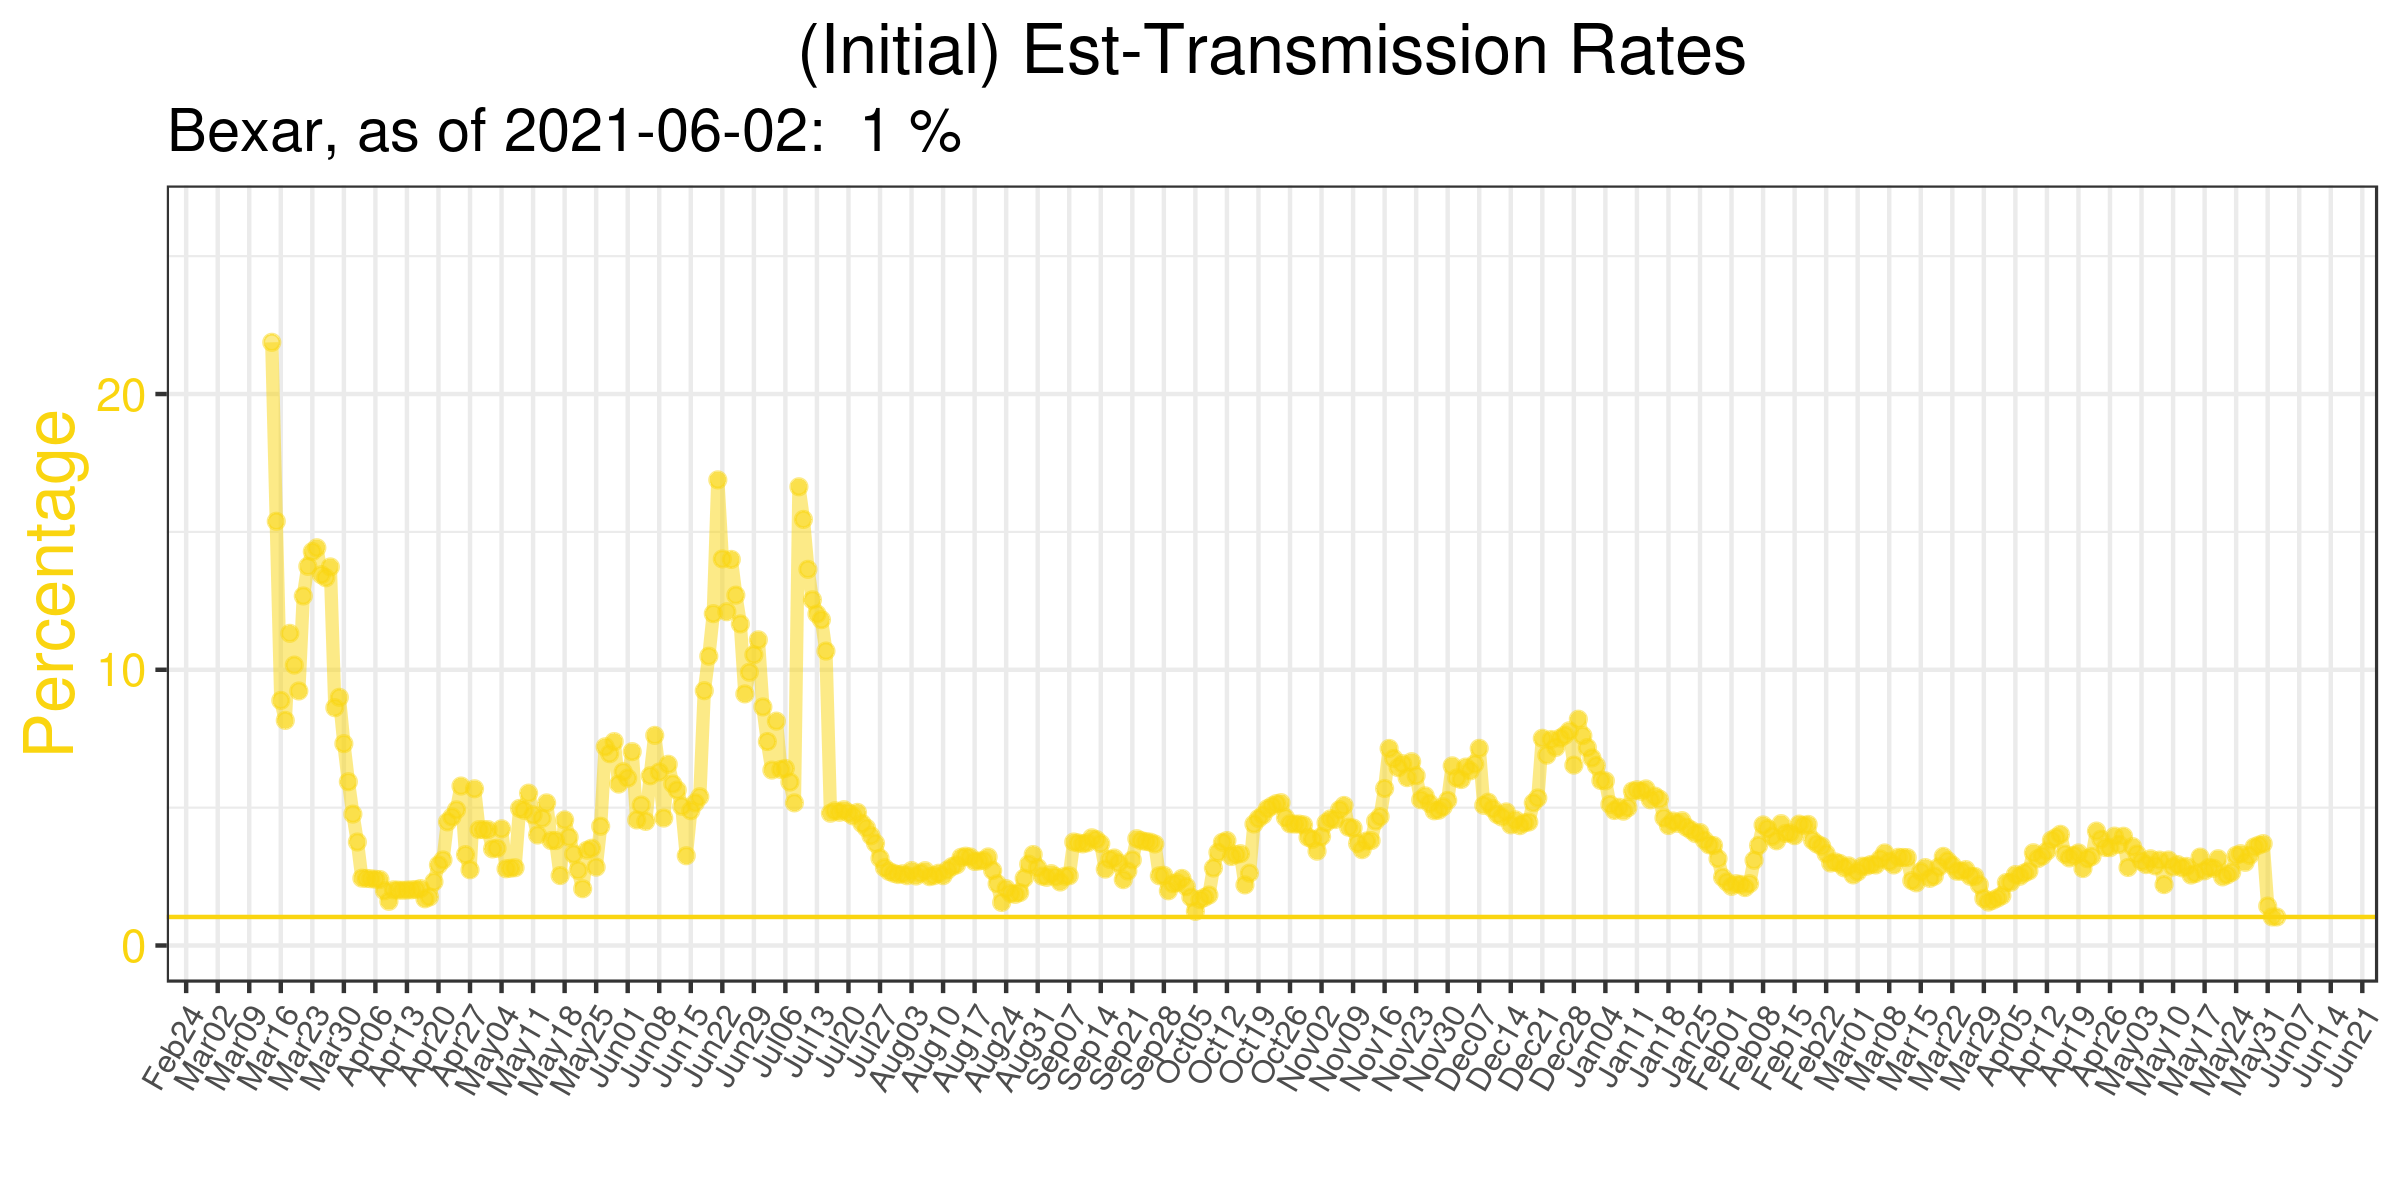 (Initial) Est-Transmission Rates
Bexar, as of 2021-06-02:  1 %
Percentage
20
10
0
Feb24
Mar02
Mar09
Mar16
Mar23
Mar30
Apr06
Apr13
Apr20
Apr27
May04
May11
May18
May25
Jun01
Jun08
Jun15
Jun22
Jun29
Jul06
Jul13
Jul20
Jul27
Aug03
Aug10
Aug17
Aug24
Aug31
Sep07
Sep14
Sep21
Sep28
Oct05
Oct12
Oct19
Oct26
Nov02
Nov09
Nov16
Nov23
Nov30
Dec07
Dec14
Dec21
Dec28
Jan04
Jan11
Jan18
Jan25
Feb01
Feb08
Feb15
Feb22
Mar01
Mar08
Mar15
Mar22
Mar29
Apr05
Apr12
Apr19
Apr26
May03
May10
May17
May24
May31
Jun07
Jun14
Jun21